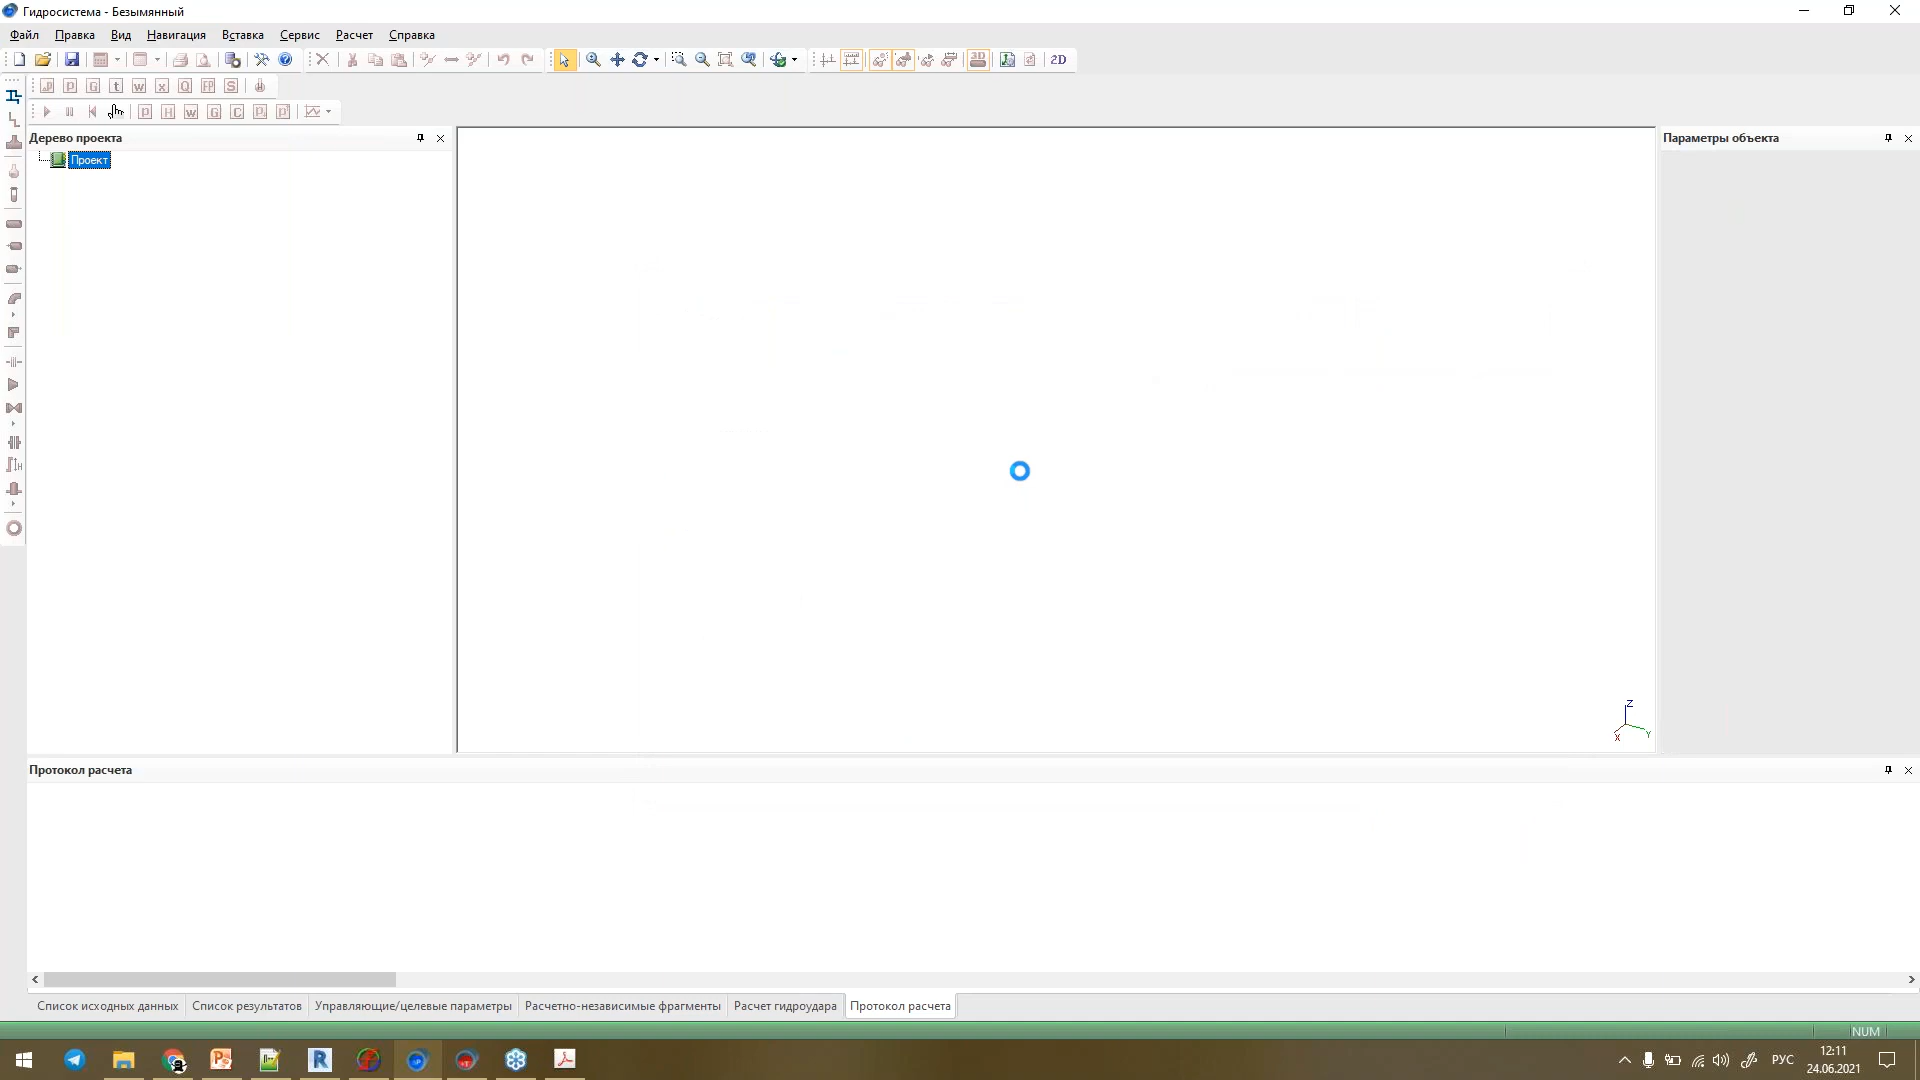 Гидросистема - Безымянный
Файл Правка Вид Навигация Вставка Сервис Расчет Справка
2D
Дерево проекта
Параметры объекта
Проект
Z
X
Y
Протокол расчета
Список исходных данных Список результатов Управляющие/целевые параметры Расчетно-независимые фрагменты Расчет гидроудара Протокол расчета
NUM
РУС
12:11
24.06.2021